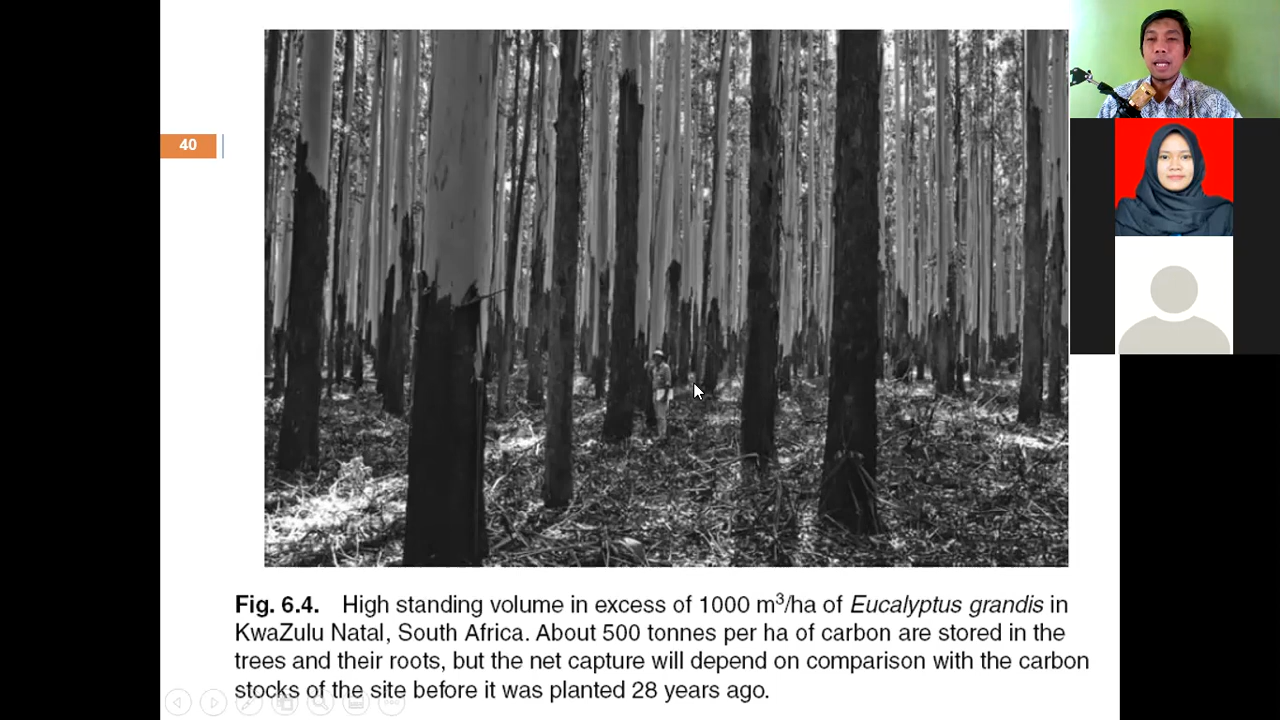 40
Fig. 6.4. High standing volume in excess of 1000 m³/ha of Eucalyptus grandis in
KwaZulu Natal, South Africa. About 500 tonnes per ha of carbon are stored in the
trees and their roots, but the net capture will depend on comparison with the carbon
stocks of the site before it was planted 28 years ago.